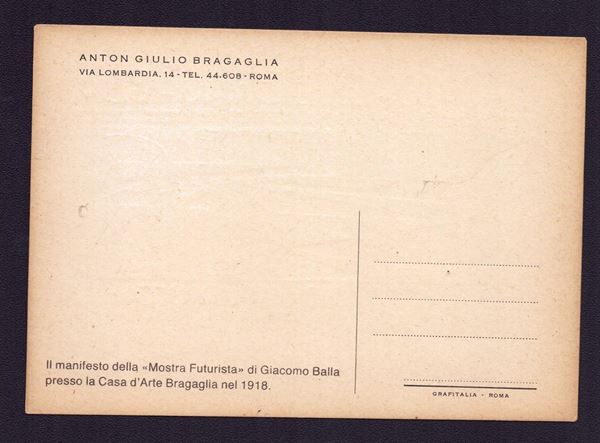 ANTON GIULIO BRAGAGLIA
VIA LOMBARDIA, 14 - TEL. 44-608 - ROMA
Il manifesto della «Mostra Futurista» di Giacomo Balla
presso la Casa d'Arte Bragaglia nel 1918.
GRAFITALIA - ROMA